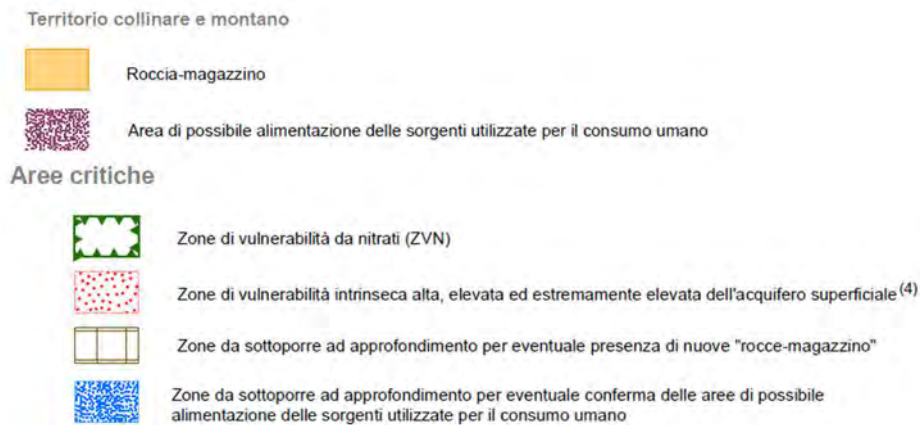 Territorio collinare e montano
Roccia-magazzino
Area di possibile alimentazione delle sorgenti utilizzate per il consumo umano
Aree critiche
Zone di vulnerabilità da nitrati (ZVN)
Zone di vulnerabilità intrinseca alta, elevata ed estremamente elevata dell'acquifero superficiale (4)
Zone da sottoporre ad approfondimento per eventuale presenza di nuove "rocce-magazzino"
Zone da sottoporre ad approfondimento per eventuale conferma delle aree di possibile
alimentazione delle sorgenti utilizzate per il consumo umano